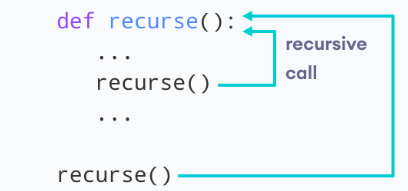 def recurse():
...
recurse()
...
recurse()
recursive
call